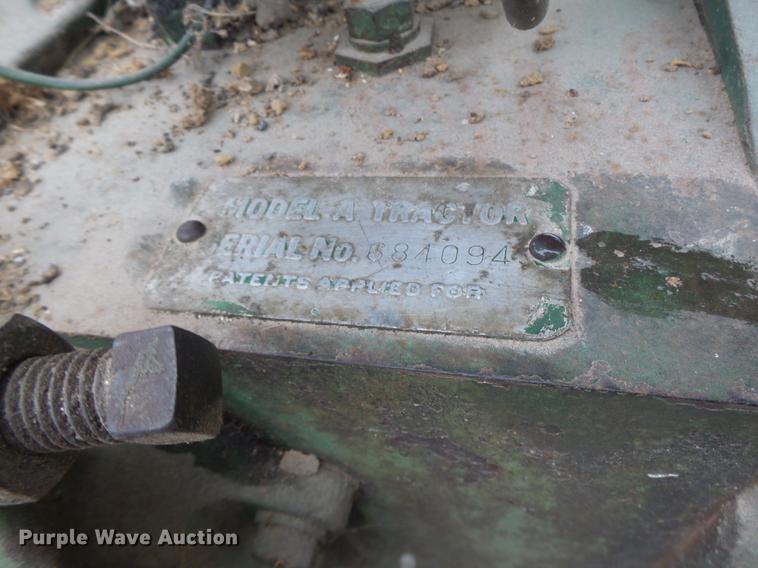 MODEL A TRACTOR
ERIAL NO. 684094
PATENTS APPLIED FOR
Purple Wave Auction